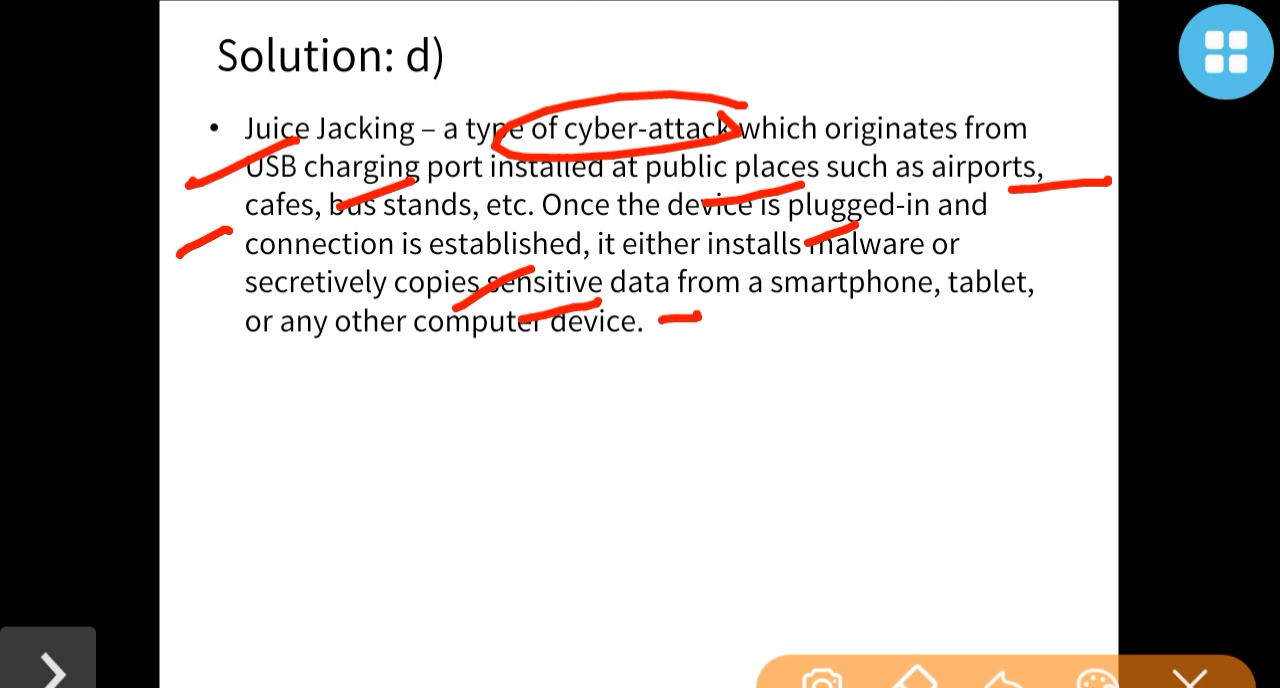 Solution: d)
• Juice Jacking – a type of cyber-attack which originates from
USB charging port installed at public places such as airports,
cafes, bus stands, etc. Once the device is plugged-in and
connection is established, it either installs malware or
secretively copies sensitive data from a smartphone, tablet,
or any other computer device.